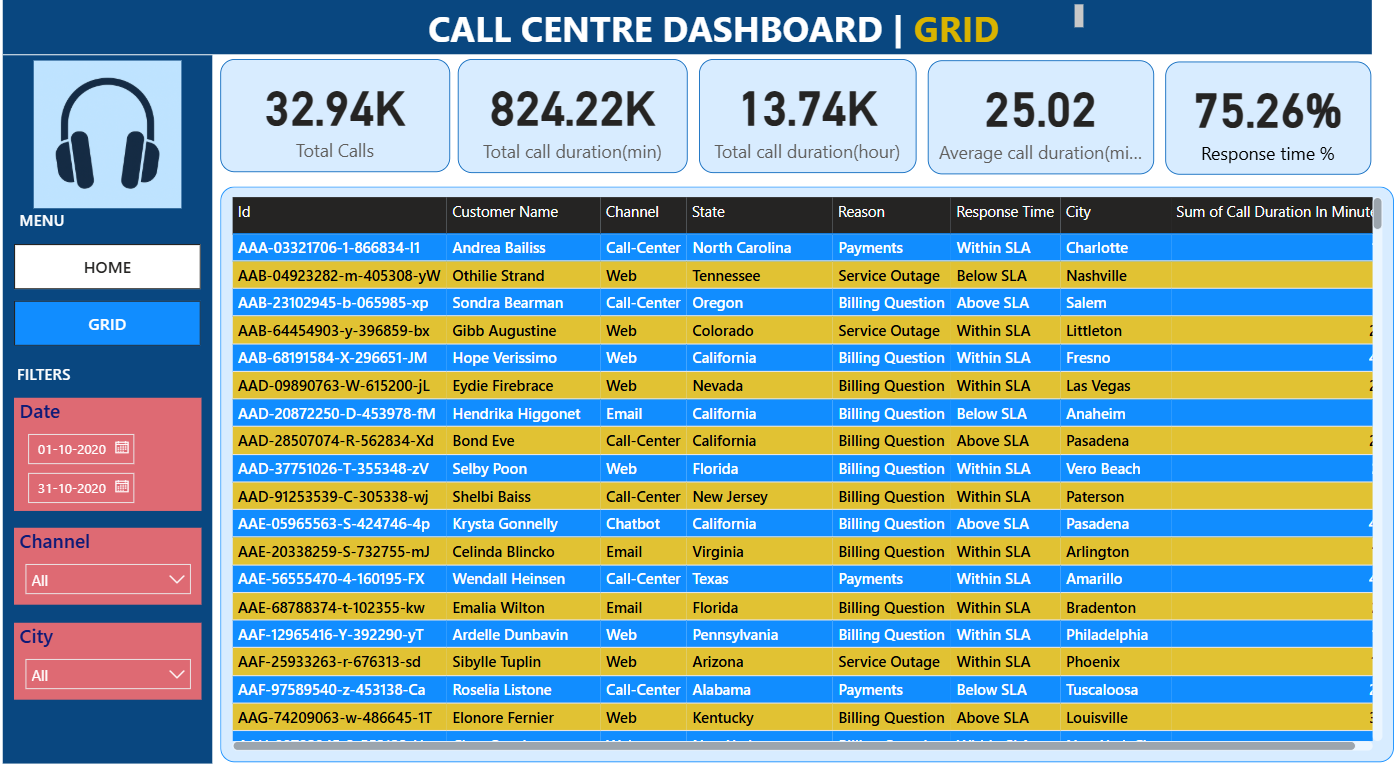 CALL CENTRE DASHBOARD | GRID
32.94K
Total Calls
824.22K
Total call duration(min)
13.74K
Total call duration(hour)
25.02
Average call duration(mi...
75.26%
Response time %
MENU
HOME
GRID
FILTERS
Date
01-10-2020
31-10-2020
Channel
All
City
All
Id Customer Name Channel State Reason Response Time City Sum of Call Duration In Minute
AAA-03321706-1-866834-I1 Andrea Bailiss Call-Center North Carolina Payments Within SLA Charlotte
AAB-04923282-m-405308-yW Othilie Strand Web Tennessee Service Outage Below SLA Nashville
AAB-23102945-b-065985-xp Sondra Bearman Call-Center Oregon Billing Question Above SLA Salem
AAB-64454903-y-396859-bx Gibb Augustine Web Colorado Service Outage Within SLA Littleton
AAB-68191584-X-296651-JM Hope Verissimo Web California Billing Question Within SLA Fresno
AAD-09890763-W-615200-jL Eydie Firebrace Web Nevada Billing Question Within SLA Las Vegas
AAD-20872250-D-453978-fM Hendrika Higgonet Email California Billing Question Below SLA Anaheim
AAD-28507074-R-562834-Xd Bond Eve Call-Center California Billing Question Above SLA Pasadena
AAD-37751026-T-355348-zV Selby Poon Web Florida Billing Question Within SLA Vero Beach
AAD-91253539-C-305338-wj Shelbi Baiss Call-Center New Jersey Billing Question Within SLA Paterson
AAE-05965563-S-424746-4p Krysta Gonnelly Chatbot California Billing Question Above SLA Pasadena
AAE-20338259-S-732755-mJ Celinda Blincko Email Virginia Billing Question Within SLA Arlington
AAE-56555470-4-160195-FX Wendall Heinsen Call-Center Texas Payments Within SLA Amarillo
AAE-68788374-t-102355-kw Emalia Wilton Email Florida Billing Question Within SLA Bradenton
AAF-12965416-Y-392290-yT Ardelle Dunbavin Web Pennsylvania Billing Question Within SLA Philadelphia
AAF-25933263-r-676313-sd Sibylle Tuplin Web Arizona Service Outage Within SLA Phoenix
AAF-97589540-z-453138-Ca Roselia Listone Call-Center Alabama Payments Below SLA Tuscaloosa
AAG-74209063-w-486645-1T Elonore Fernier Web Kentucky Billing Question Above SLA Louisville